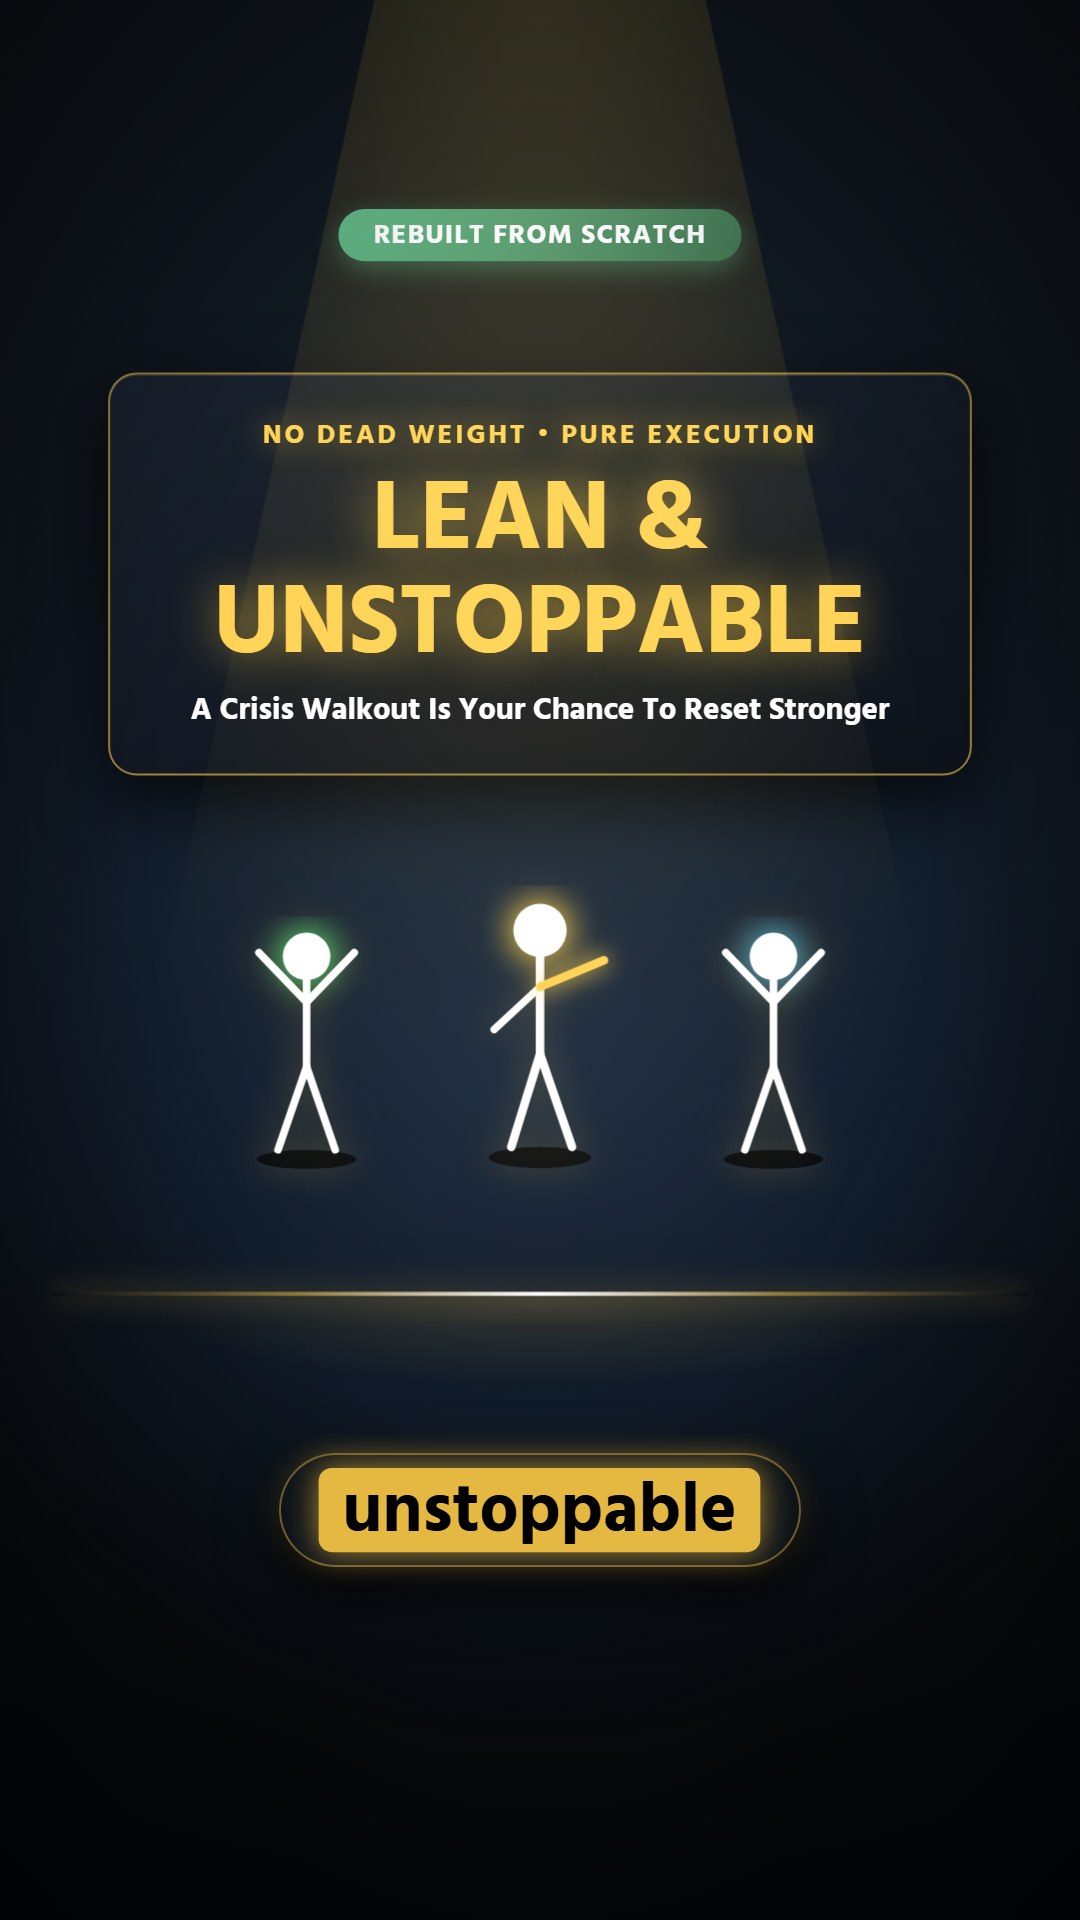 REBUILT FROM SCRATCH
NO DEAD WEIGHT • PURE EXECUTION
LEAN &
UNSTOPPABLE
A Crisis Walkout Is Your Chance To Reset Stronger
unstoppable